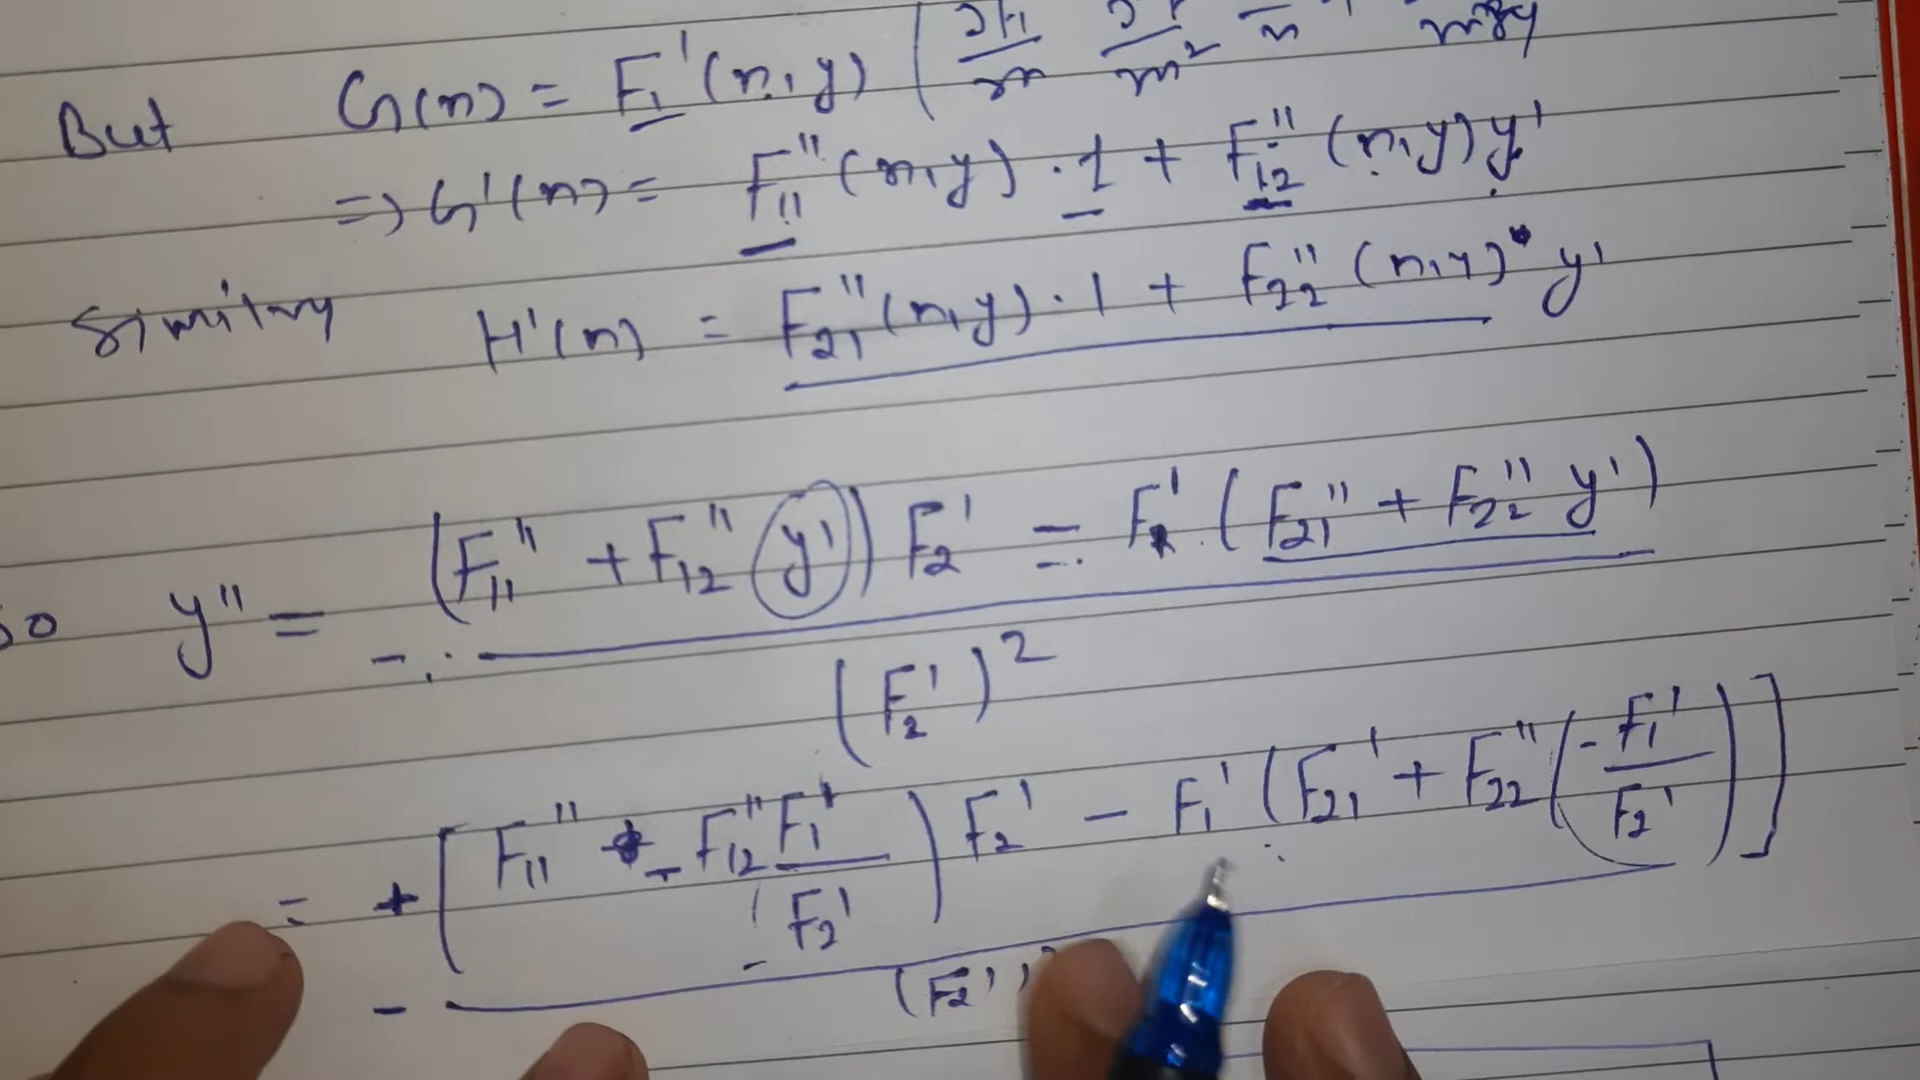 But G(n) = F₁'(n,y) (
=> G'(n) = F₁₁''(n,y) · 1 + F₁₂''(n,y) y'
Similary H'(n) = F₂₁''(n,y) · 1 + F₂₂''(n,y) y'
So y'' = - (F₁₁'' + F₁₂'' y') F₂' - F₁' (F₂₁'' + F₂₂'' y') / (F₂')²
= - [F₁₁'' - F₁₂'' F₁' / F₂') F₂' - F₁' (F₂₁' + F₂₂'' (- F₁' / F₂')] / (F₂')²